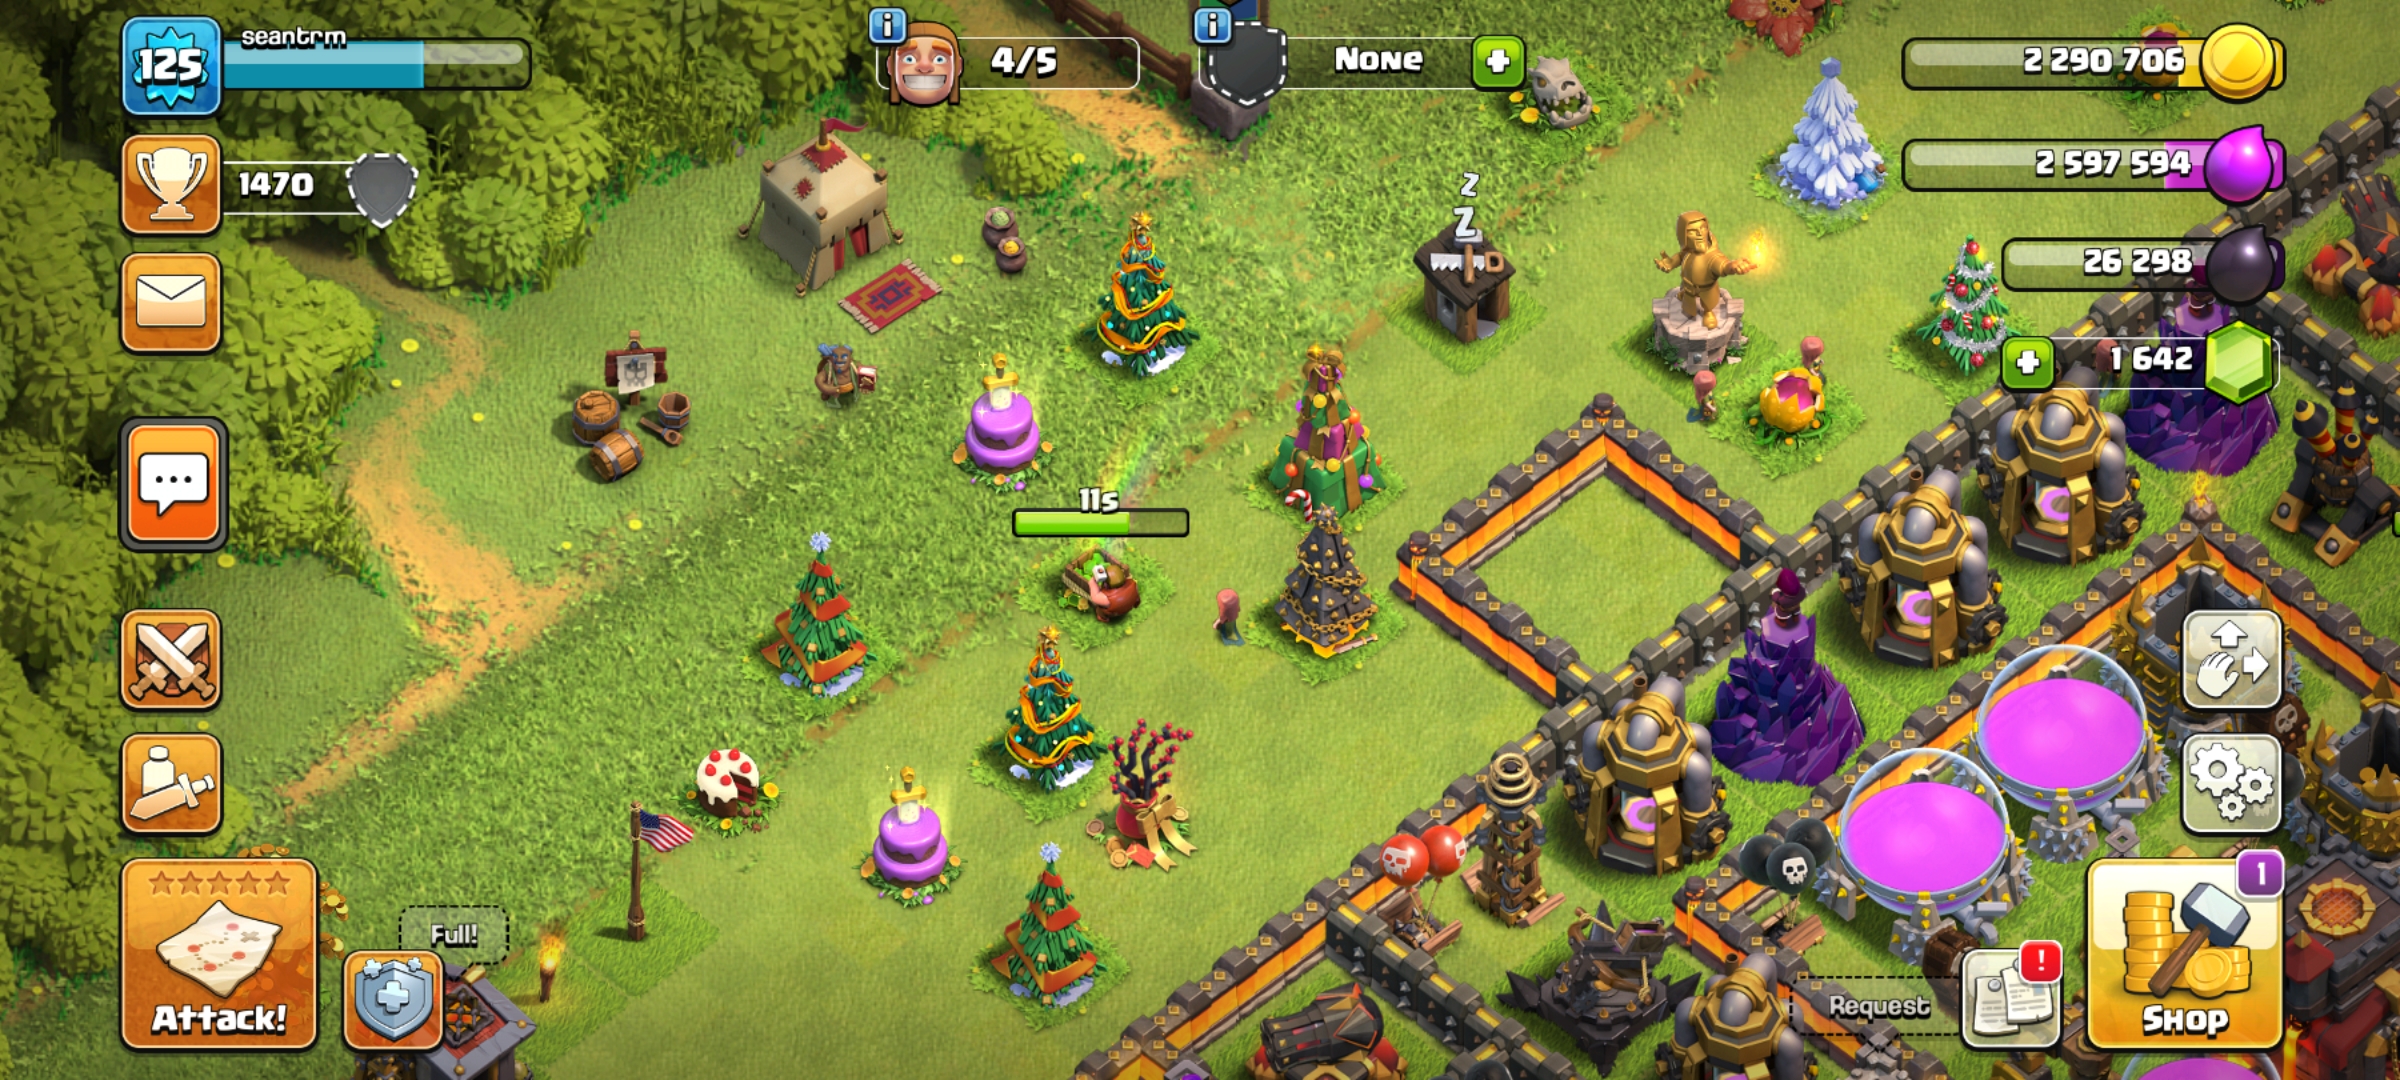 125
seantrm
4/5
None
2 290 706
1470
2 597 594
Z
Z
26 298
1 642
11s
1
Full!
Attack!
Request
!
Shop